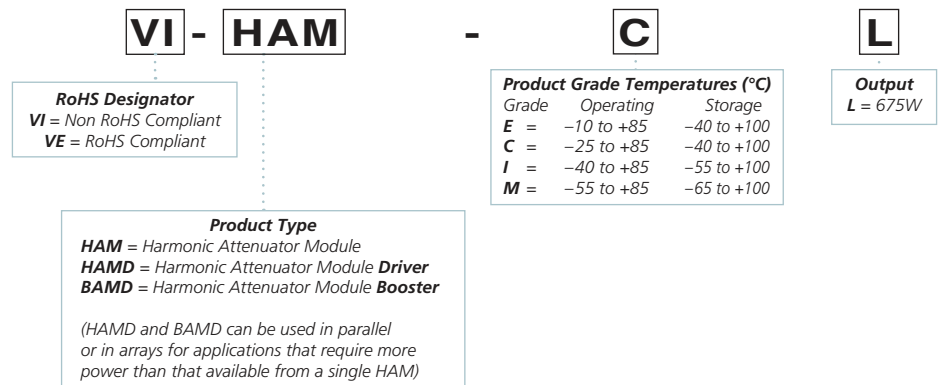 VI - HAM - C L
RoHS Designator
VI = Non RoHS Compliant
VE = RoHS Compliant
Product Type
HAM = Harmonic Attenuator Module
HAMD = Harmonic Attenuator Module Driver
BAMD = Harmonic Attenuator Module Booster
(HAMD and BAMD can be used in parallel
or in arrays for applications that require more
power than that available from a single HAM)
Product Grade Temperatures (°C)
Grade Operating Storage
E = –10 to +85 –40 to +100
C = –25 to +85 –40 to +100
I = –40 to +85 –55 to +100
M = –55 to +85 –65 to +100
Output
L = 675W